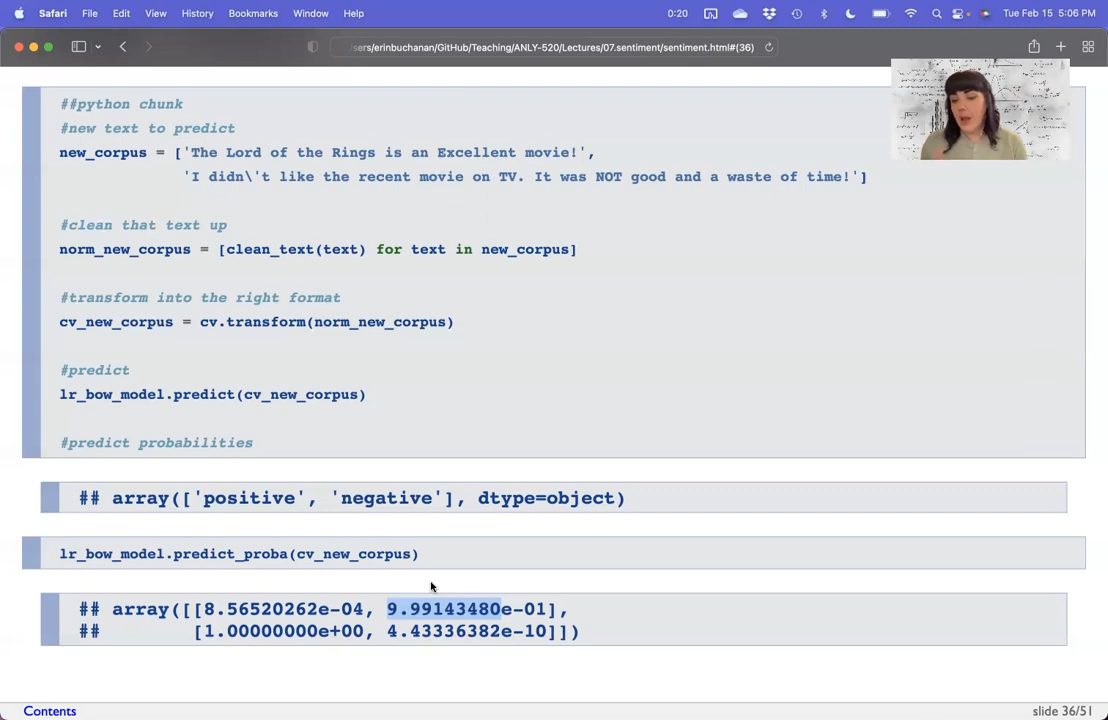 Safari File Edit View History Bookmarks Window Help 0:20 Tue Feb 15 5:06 PM
sers/erinbuchanan/GitHub/Teaching/ANLY-520/Lectures/07.sentiment/sentiment.html#(36)
##python chunk
#new text to predict
new_corpus = ['The Lord of the Rings is an Excellent movie!',
'I didn\'t like the recent movie on TV. It was NOT good and a waste of time!']
#clean that text up
norm_new_corpus = [clean_text(text) for text in new_corpus]
#transform into the right format
cv_new_corpus = cv.transform(norm_new_corpus)
#predict
lr_bow_model.predict(cv_new_corpus)
#predict probabilities
## array(['positive', 'negative'], dtype=object)
lr_bow_model.predict_proba(cv_new_corpus)
## array([[8.56520262e-04, 9.99143480e-01],
## [1.00000000e+00, 4.43336382e-10]])
Contents
slide 36/51